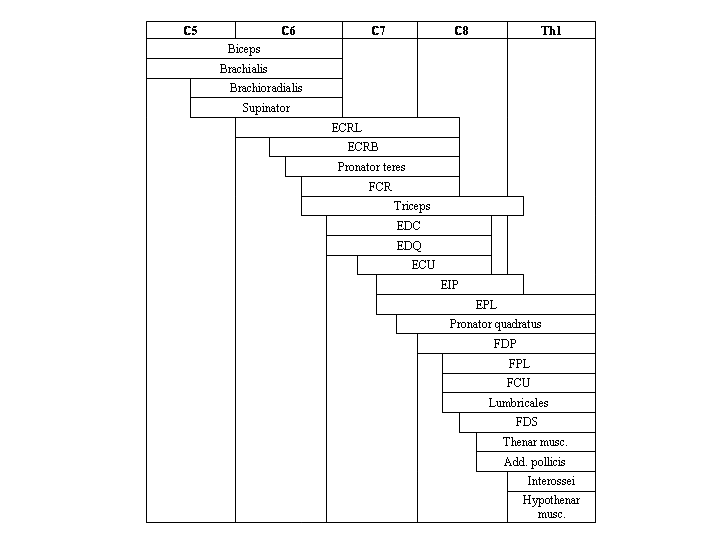 C5 C6 C7 C8 Th1
Biceps
Brachialis
Brachioradialis
Supinator
ECRL
ECRB
Pronator teres
FCR
Triceps
EDC
EDQ
ECU
EIP
EPL
Pronator quadratus
FDP
FPL
FCU
Lumbricales
FDS
Thenar musc.
Add. pollicis
Interossei
Hypothenar
musc.